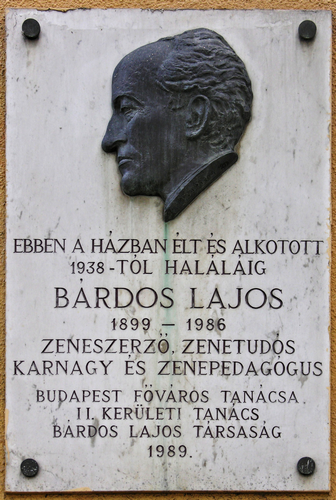 EBBEN A HÁZBAN ÉLT ÉS ALKOTOTT
1938-TÓL HALÁLÁIG
BÁRDOS LAJOS
1899 – 1986
ZENESZERZŐ, ZENETUDÓS
KARNAGY ÉS ZENEPEDAGÓGUS
BUDAPEST FŐVÁROS TANÁCSA
II. KERÜLETI TANÁCS
BÁRDOS LAJOS TÁRSASÁG
1989.